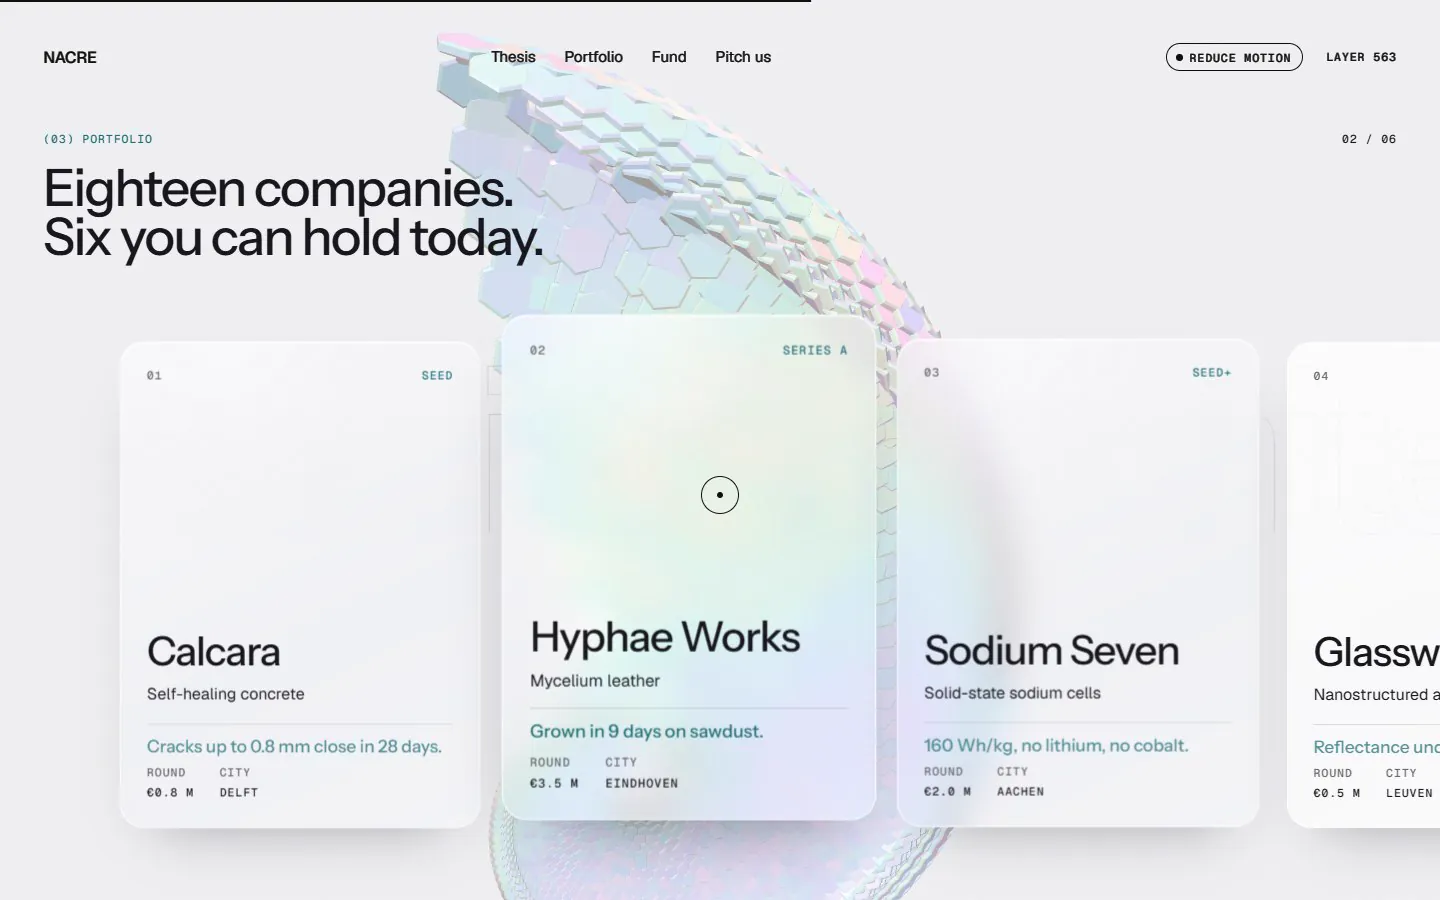 NACRE
Thesis
Portfolio
Fund
Pitch us
REDUCE MOTION
LAYER 563
(03) PORTFOLIO
02 / 06
Eighteen companies.
Six you can hold today.
01
SEED
Calcara
Self-healing concrete
Cracks up to 0.8 mm close in 28 days.
ROUND CITY
€0.8 M DELFT
02
SERIES A
Hyphae Works
Mycelium leather
Grown in 9 days on sawdust.
ROUND CITY
€3.5 M EINDHOVEN
03
SEED+
Sodium Seven
Solid-state sodium cells
160 Wh/kg, no lithium, no cobalt.
ROUND CITY
€2.0 M AACHEN
04
Nanostructured
Reflectance
ROUND CITY
€0.5 M LEUVEN